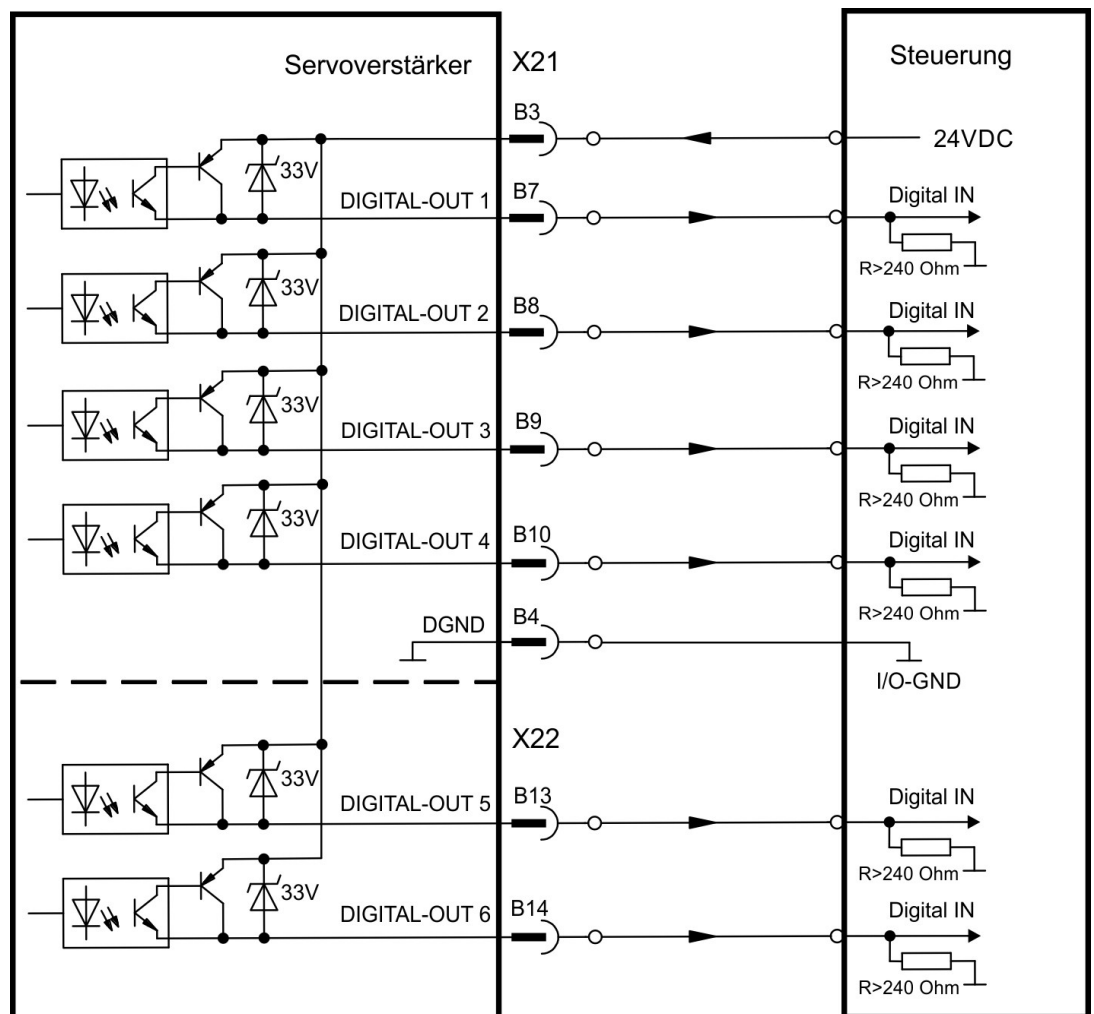 Servoverstärker
X21
Steuerung
B3
24VDC
33V
DIGITAL-OUT 1
B7
Digital IN
R>240 Ohm
33V
DIGITAL-OUT 2
B8
Digital IN
R>240 Ohm
33V
DIGITAL-OUT 3
B9
Digital IN
R>240 Ohm
33V
DIGITAL-OUT 4
B10
Digital IN
R>240 Ohm
DGND
B4
I/O-GND
X22
33V
DIGITAL-OUT 5
B13
Digital IN
R>240 Ohm
33V
DIGITAL-OUT 6
B14
Digital IN
R>240 Ohm